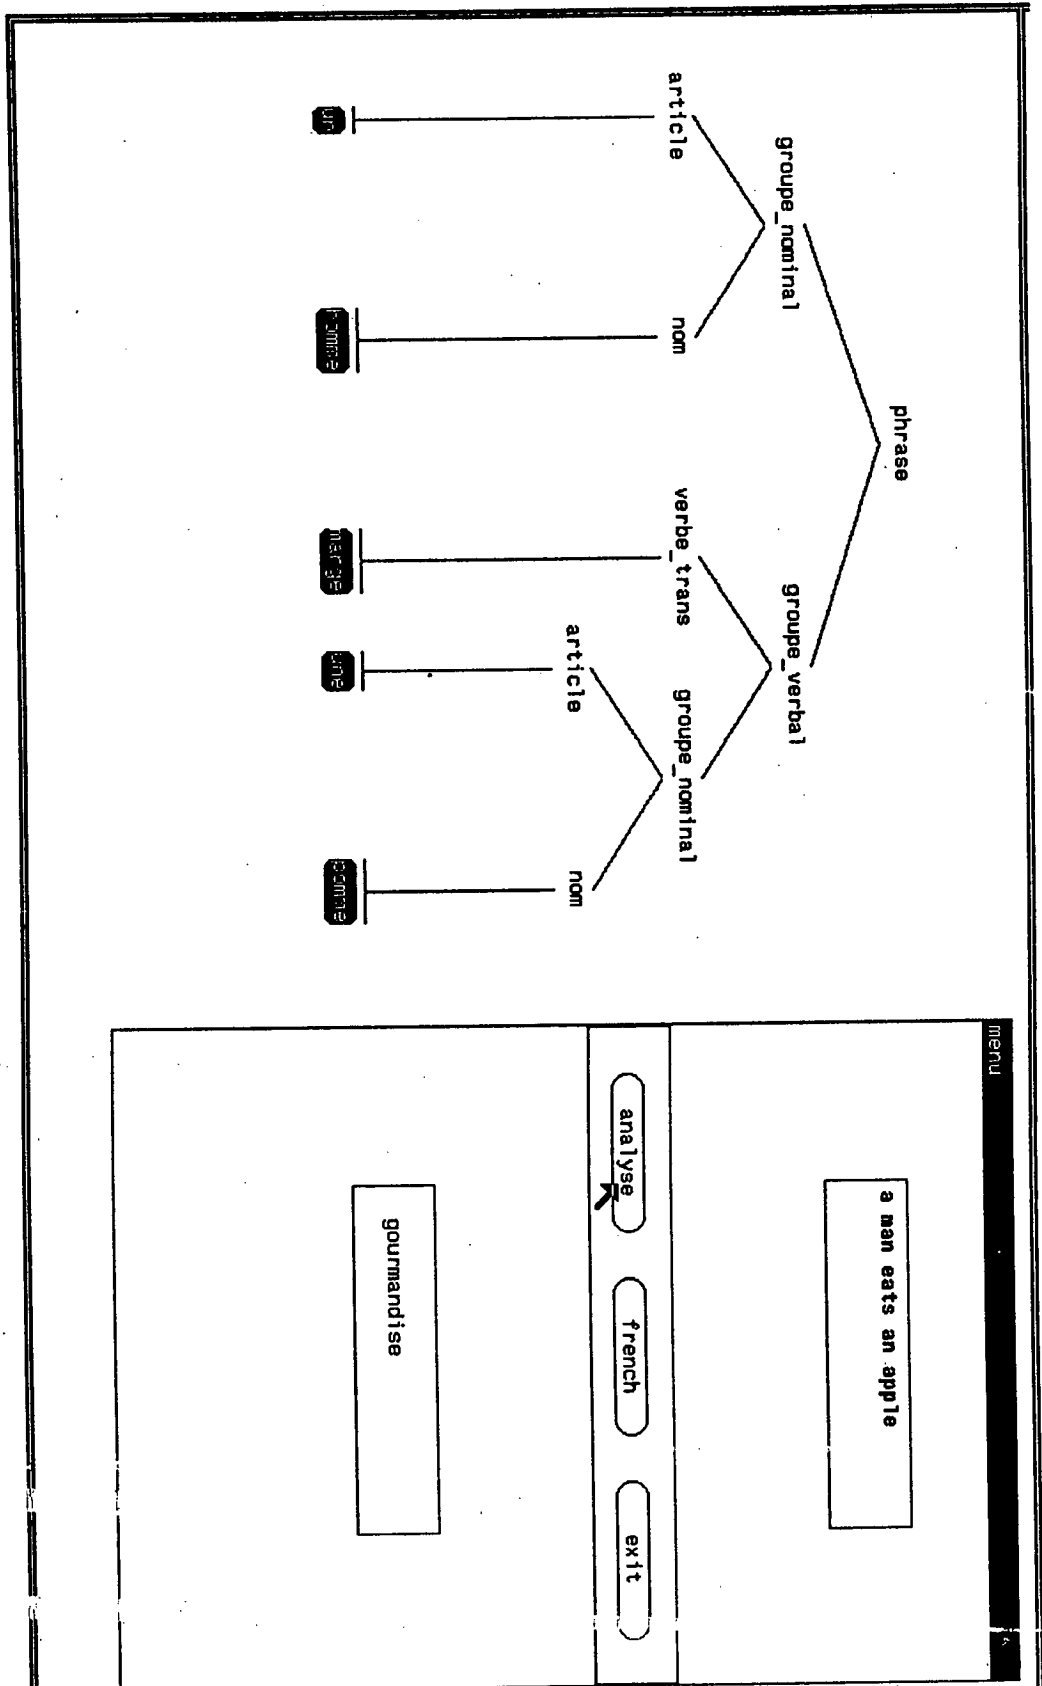 phrase
groupe_nominal
groupe_verbal
article
nom
verbe_trans
groupe_nominal
article
nom
un
pomme
mange
une
pomme
menu
a man eats an apple
analyse
french
exit
gourmandise